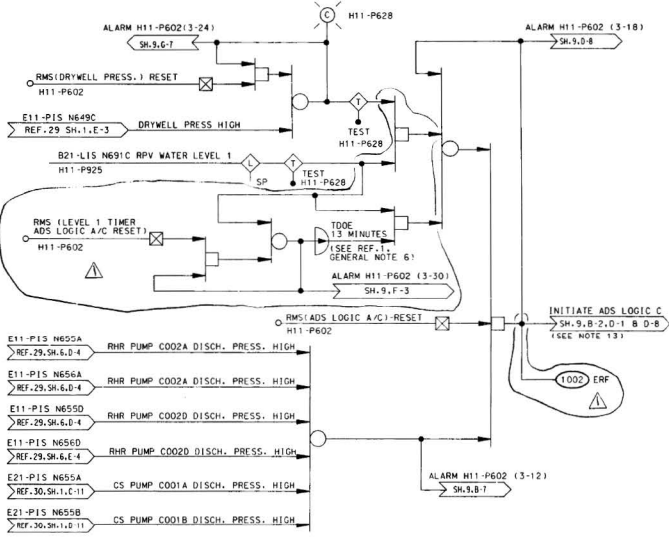 C
H11-P628
ALARM H11-P602(3-24)
SH.9.G-7
ALARM H11-P602 (3-18)
SH.9.D-8
RMS(DRYWELL PRESS.) RESET
H11-P602
E11-PIS N649C
REF.29 SH.1.E-3
DRYWELL PRESS HIGH
T
TEST
H11-P628
B21-LIS N691C RPV WATER LEVEL 1
H11-P925
L
SP
T
TEST
H11-P628
RMS (LEVEL 1 TIMER
ADS LOGIC A/C RESET)
H11-P602
1
TDOE
13 MINUTES
(SEE REF.1.
GENERAL NOTE 6)
ALARM H11-P602 (3-30)
SH.9.F-3
RMS(ADS LOGIC A/C)-RESET
H11-P602
INITIATE ADS LOGIC C
SH.9.B-2.D-1 & D-8
(SEE NOTE 13)
1002 ERF
1
E11-PIS N655A
REF.29.SH.6.D-4
RHR PUMP C002A DISCH. PRESS. HIGH
E11-PIS N656A
REF.29.SH.6.D-4
RHR PUMP C002A DISCH. PRESS. HIGH
E11-PIS N655D
REF.29.SH.6.D-4
RHR PUMP C002D DISCH. PRESS. HIGH
E11-PIS N656D
REF.29.SH.6.E-4
RHR PUMP C002D DISCH. PRESS. HIGH
E21-PIS N655A
REF.30.SH.1.C-11
CS PUMP C001A DISCH. PRESS. HIGH
E21-PIS N655B
REF.30.SH.1.D-11
CS PUMP C001B DISCH. PRESS. HIGH
ALARM H11-P602 (3-12)
SH.9.B-7